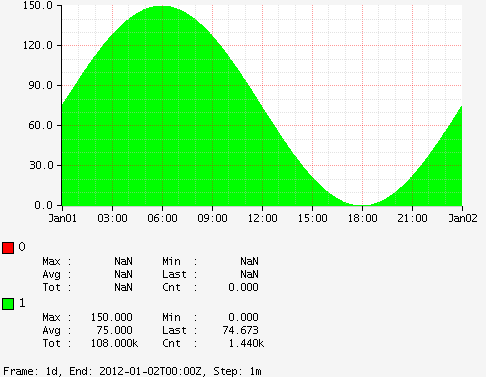 150.0
90.0
60.0
30.0
0.0
Jan01 03:00 06:00 09:00 12:00 15:00 18:00 21:00 Jan02
0
Max : NaN Min : NaN
Avg : NaN Last : NaN
Tot : NaN Cnt : 0.000
1
Max : 150.000 Min : 0.000
Avg : 75.000 Last : 74.673
Tot : 108.000k Cnt : 1.440k
Frame: 1d, End: 2012-01-02T00:00Z, Step: 1m